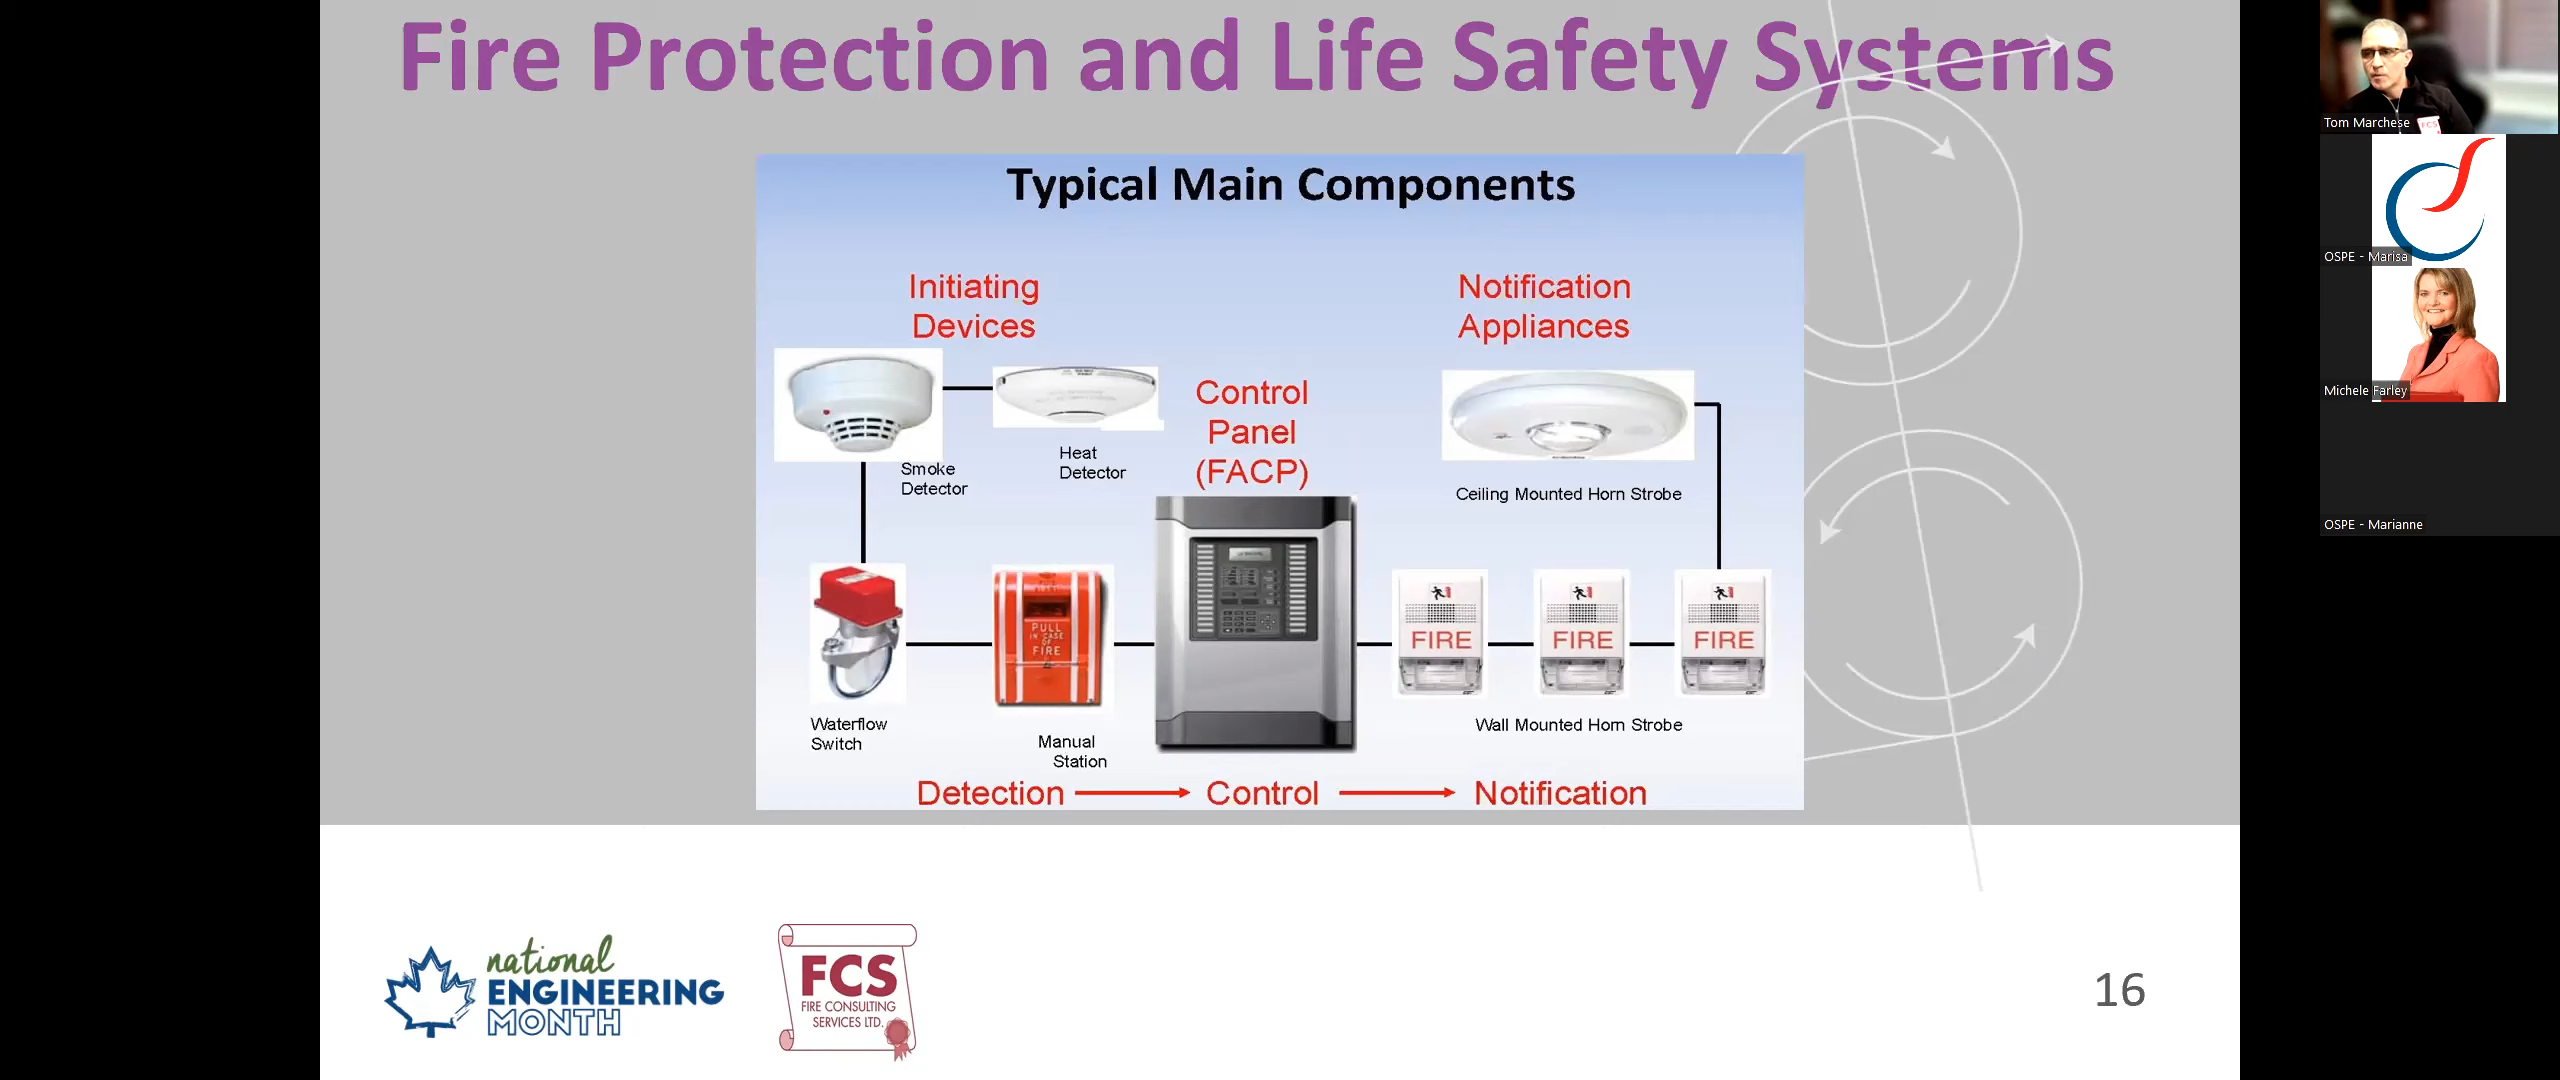 Fire Protection and Life Safety Systems
Typical Main Components
Initiating
Devices
Notification
Appliances
Control
Panel
(FACP)
Smoke
Detector
Heat
Detector
Ceiling Mounted Horn Strobe
PULL
IN CASE
OF
FIRE
FIRE
FIRE
FIRE
Waterflow
Switch
Manual
Station
Wall Mounted Horn Strobe
Detection
Control
Notification
national
ENGINEERING
MONTH
FCS
FIRE CONSULTING
SERVICES LTD.
16
FCS
Tom Marchese
OSPE - Marisa
Michele Farley
OSPE - Marianne